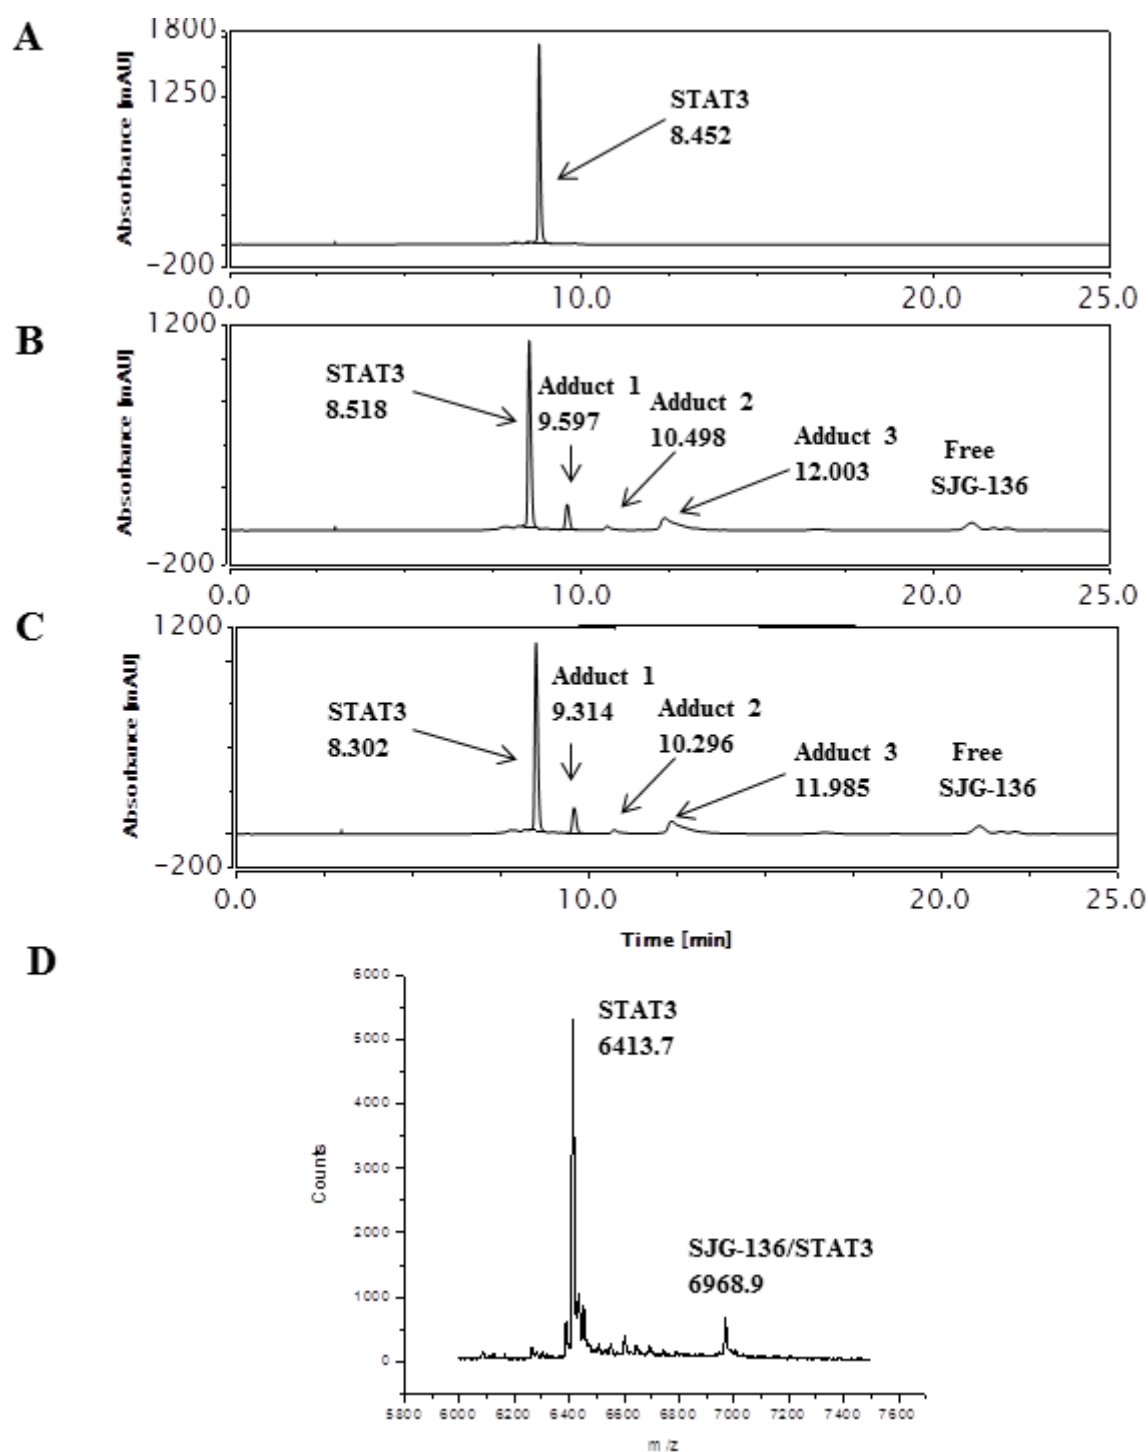 A
1800
1250
-200
Absorbance [mAU]
STAT3
8.452
0.0 10.0 20.0 25.0
B
1200
-200
Absorbance [mAU]
STAT3
8.518
Adduct 1
9.597
Adduct 2
10.498
Adduct 3
12.003
Free
SJG-136
0.0 10.0 20.0 25.0
C
1200
-200
Absorbance [mAU]
STAT3
8.302
Adduct 1
9.314
Adduct 2
10.296
Adduct 3
11.985
Free
SJG-136
0.0 10.0 20.0 25.0
Time [min]
D
6000
5000
4000
3000
2000
1000
0
Counts
STAT3
6413.7
SJG-136/STAT3
6968.9
5800 6000 6200 6400 6600 6800 7000 7200 7400 7600
m/z